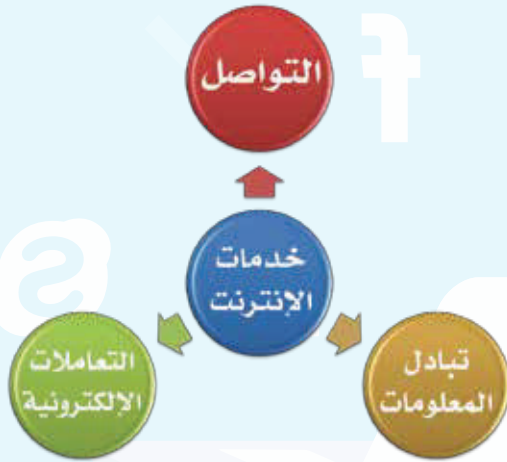 التواصل
خدمات
الإنترنت
تبادل
المعلومات
التعاملات
الإلكترونية